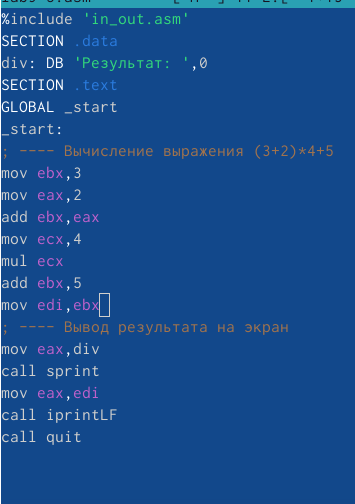 %include 'in_out.asm'
SECTION .data
div: DB 'Результат: ',0
SECTION .text
GLOBAL _start
_start:
; ---- Вычисление выражения (3+2)*4+5
mov ebx,3
mov eax,2
add ebx,eax
mov ecx,4
mul ecx
add ebx,5
mov edi,ebx
; ---- Вывод результата на экран
mov eax,div
call sprint
mov eax,edi
call iprintLF
call quit